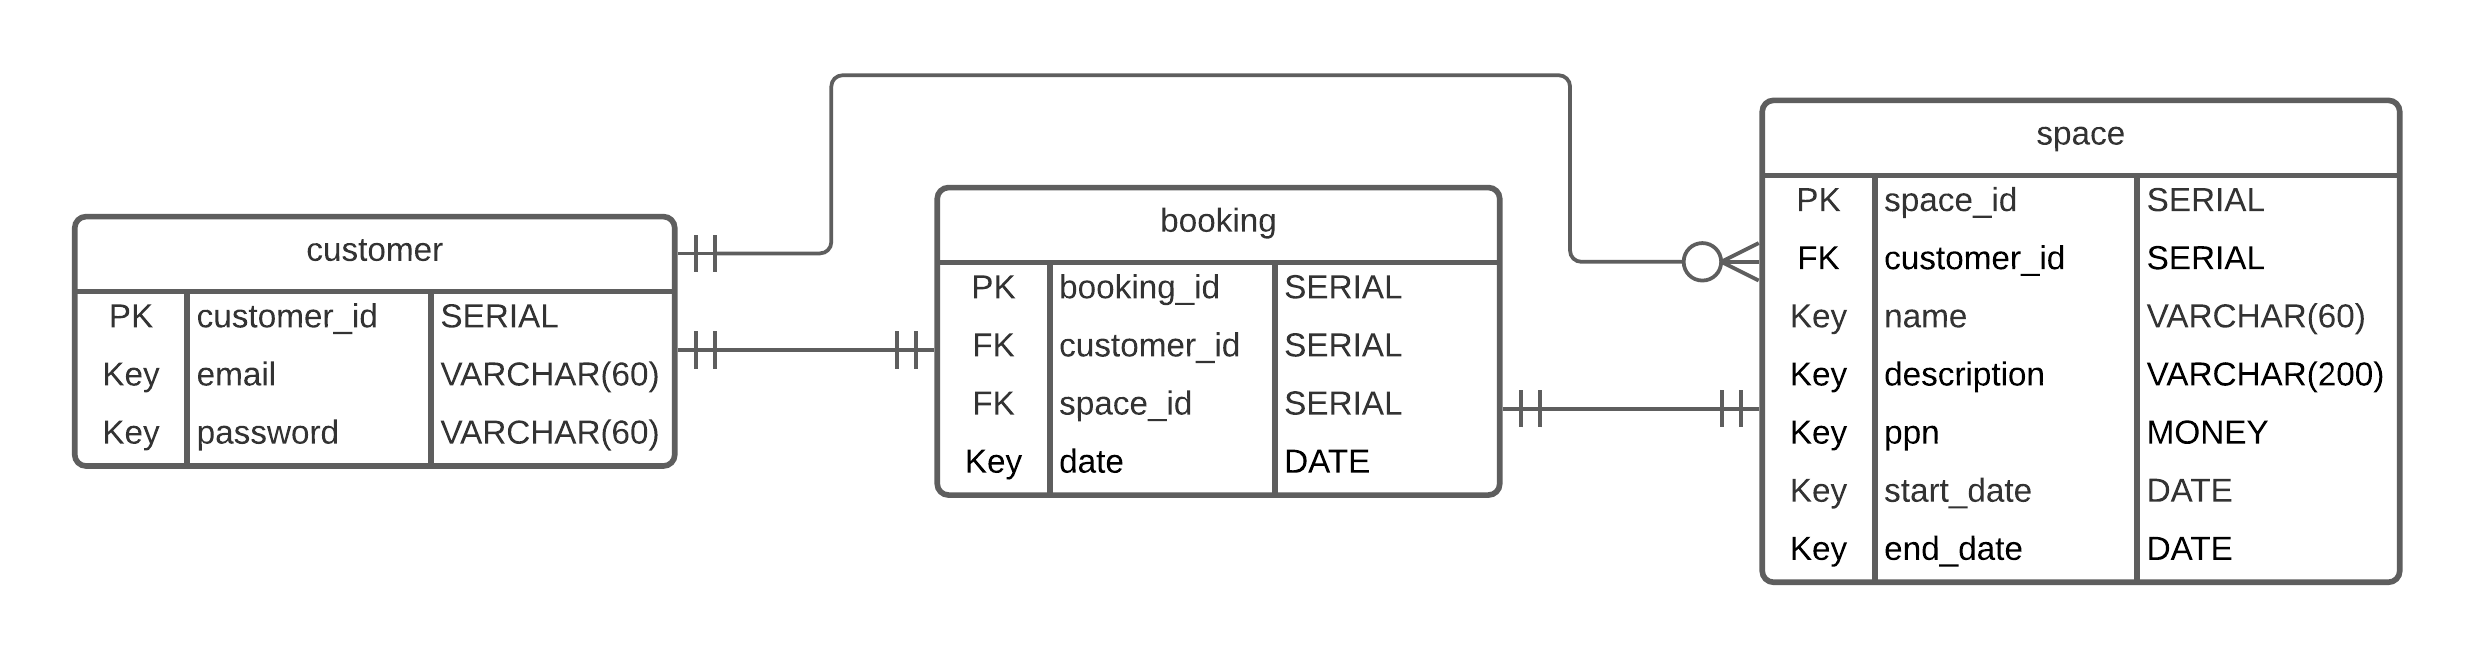 customer
PK customer_id SERIAL
Key email VARCHAR(60)
Key password VARCHAR(60)
booking
PK booking_id SERIAL
FK customer_id SERIAL
FK space_id SERIAL
Key date DATE
space
PK space_id SERIAL
FK customer_id SERIAL
Key name VARCHAR(60)
Key description VARCHAR(200)
Key ppn MONEY
Key start_date DATE
Key end_date DATE